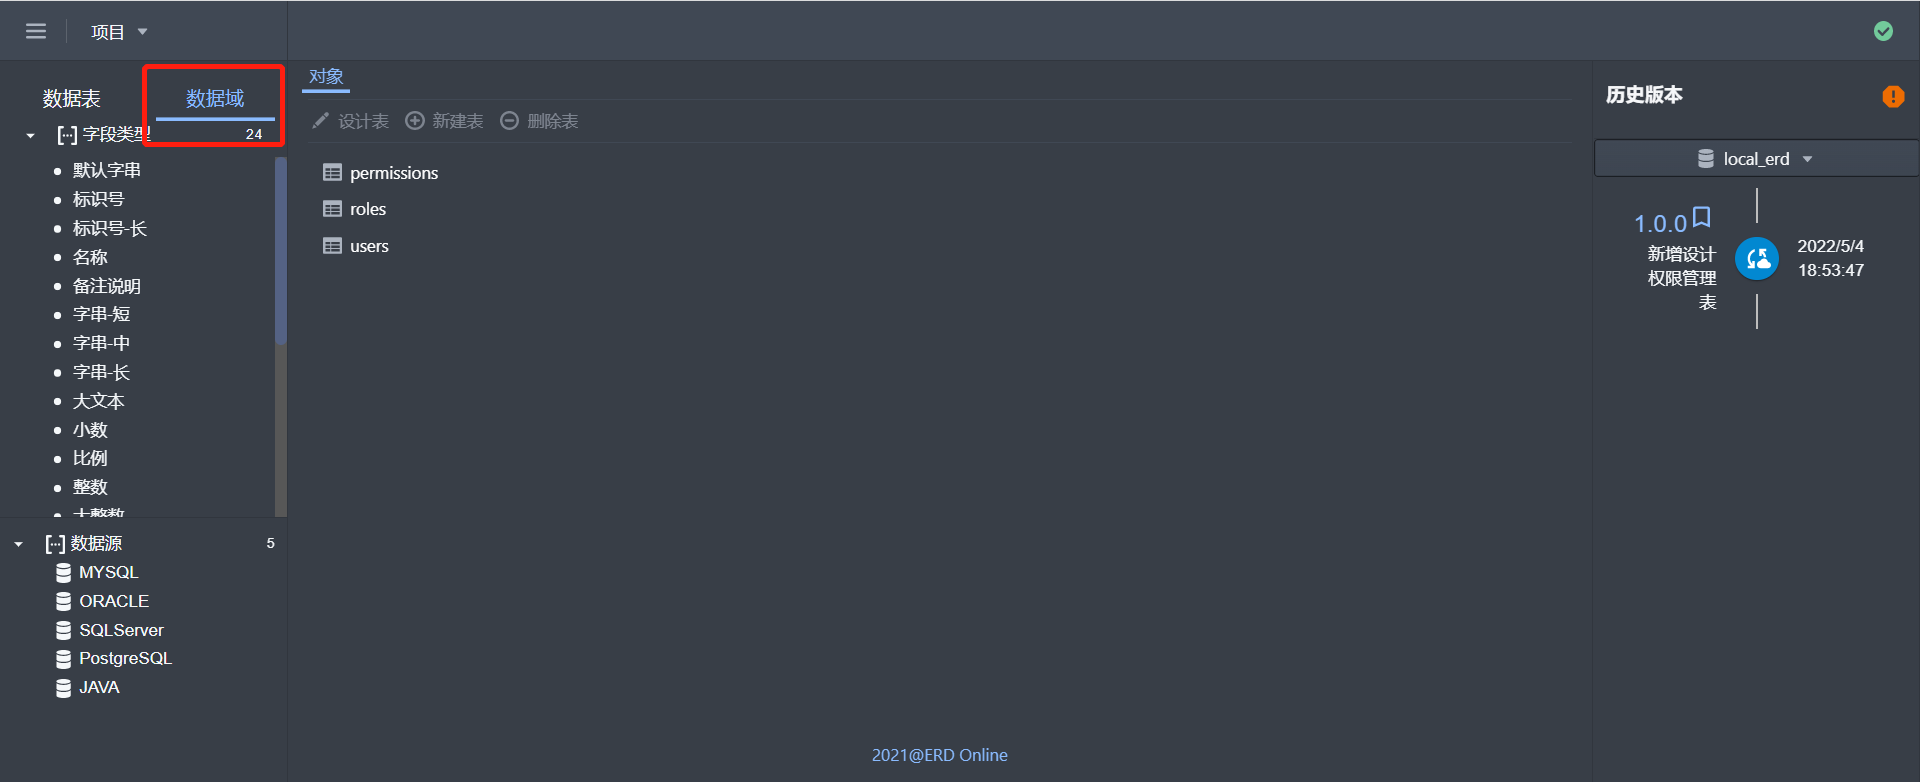 项目
数据表
数据域
字段类型
24
默认字串
标识号
标识号-长
名称
备注说明
字串-短
字串-中
字串-长
大文本
小数
比例
整数
大整数
数据源
5
MYSQL
ORACLE
SQLServer
PostgreSQL
JAVA
对象
设计表
新建表
删除表
permissions
roles
users
2021@ERD Online
历史版本
local_erd
1.0.0
新增设计
权限管理
表
2022/5/4
18:53:47